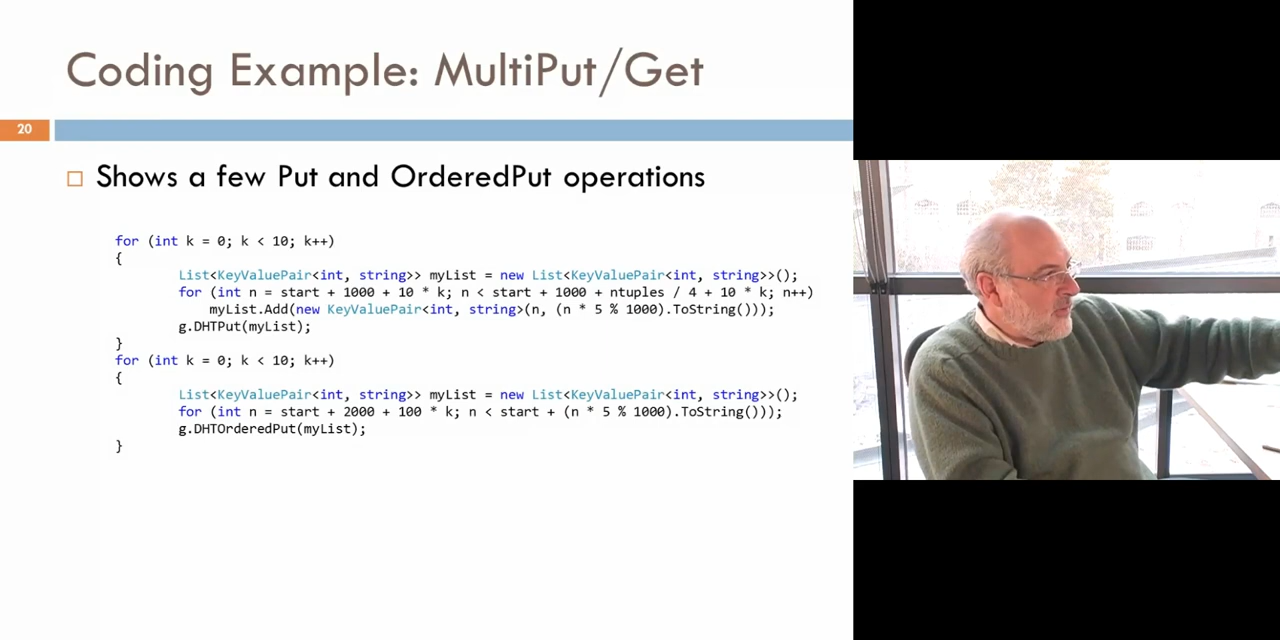 Coding Example: MultiPut/Get
20
Shows a few Put and OrderedPut operations
for (int k = 0; k < 10; k++)
{
List<KeyValuePair<int, string>> myList = new List<KeyValuePair<int, string>>();
for (int n = start + 1000 + 10 * k; n < start + 1000 + ntuples / 4 + 10 * k; n++)
myList.Add(new KeyValuePair<int, string>(n, (n * 5 % 1000).ToString()));
g.DHTPut(myList);
}
for (int k = 0; k < 10; k++)
{
List<KeyValuePair<int, string>> myList = new List<KeyValuePair<int, string>>();
for (int n = start + 2000 + 100 * k; n < start + (n * 5 % 1000).ToString()));
g.DHTOrderedPut(myList);
}